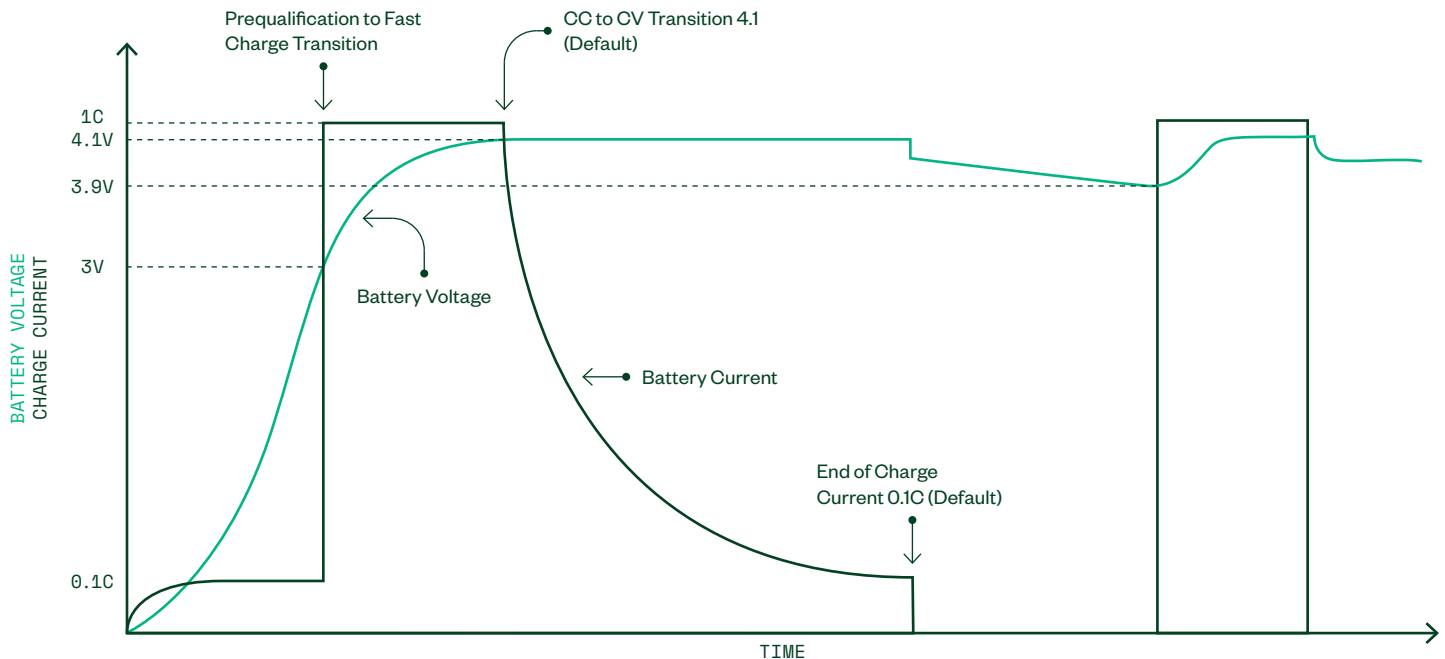 Prequalification to Fast
Charge Transition
CC to CV Transition 4.1
(Default)
1C
4.1V
3.9V
3V
0.1C
BATTERY VOLTAGE
CHARGE CURRENT
Battery Voltage
Battery Current
End of Charge
Current 0.1C (Default)
TIME